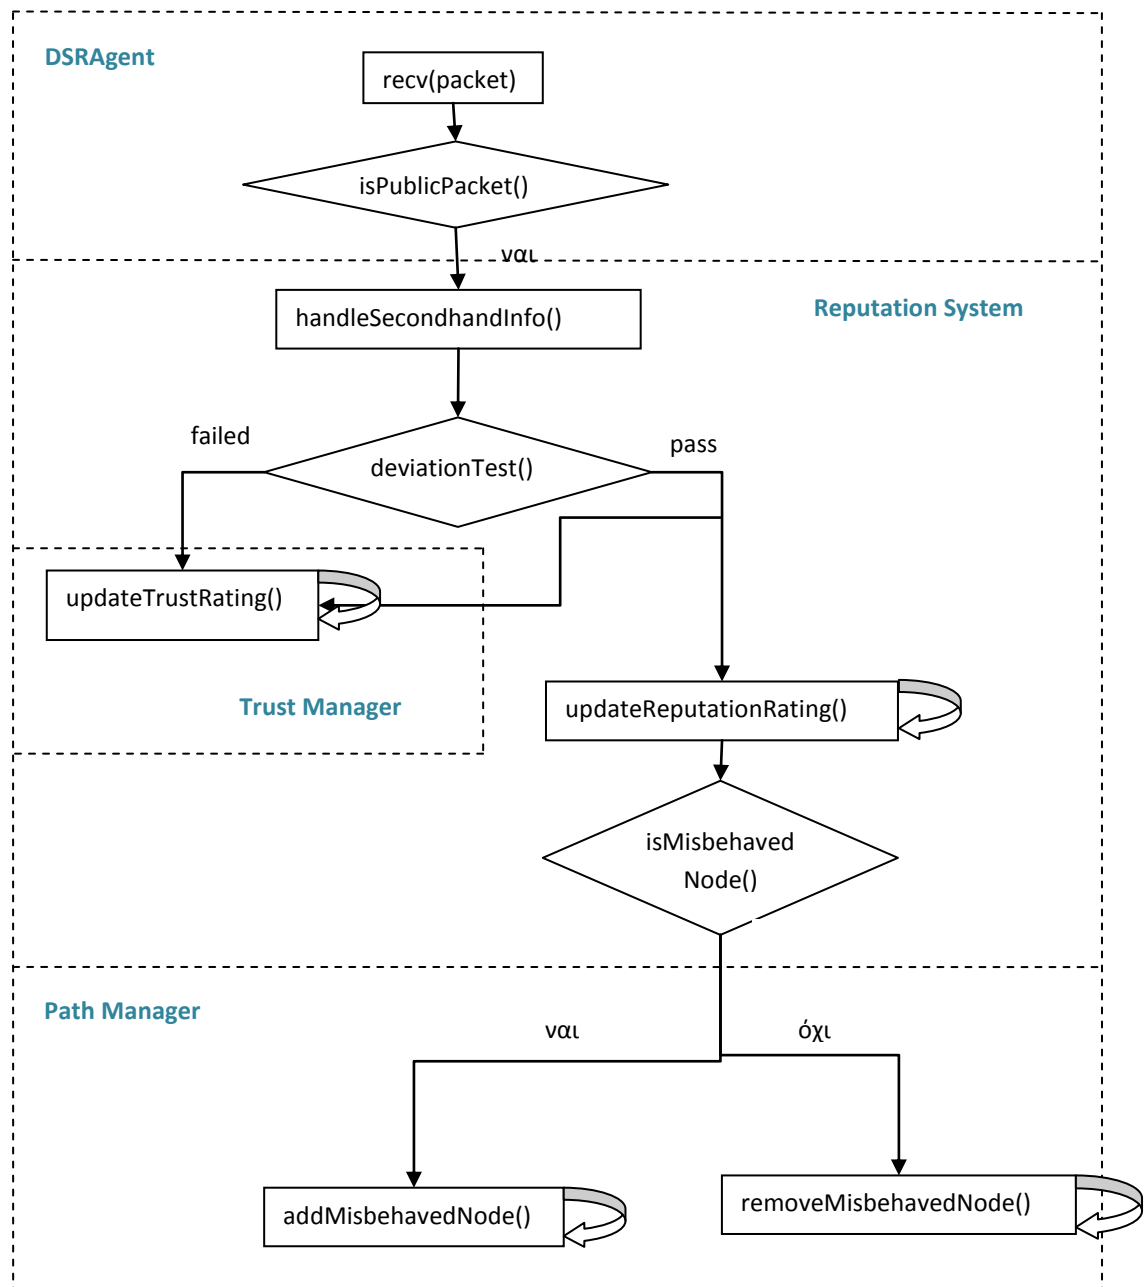 DSRAgent
recv(packet)
isPublicPacket()
ναι
handleSecondhandInfo()
Reputation System
failed
pass
deviationTest()
updateTrustRating()
Trust Manager
updateReputationRating()
isMisbehaved
Node()
Path Manager
ναι
όχι
addMisbehavedNode()
removeMisbehavedNode()